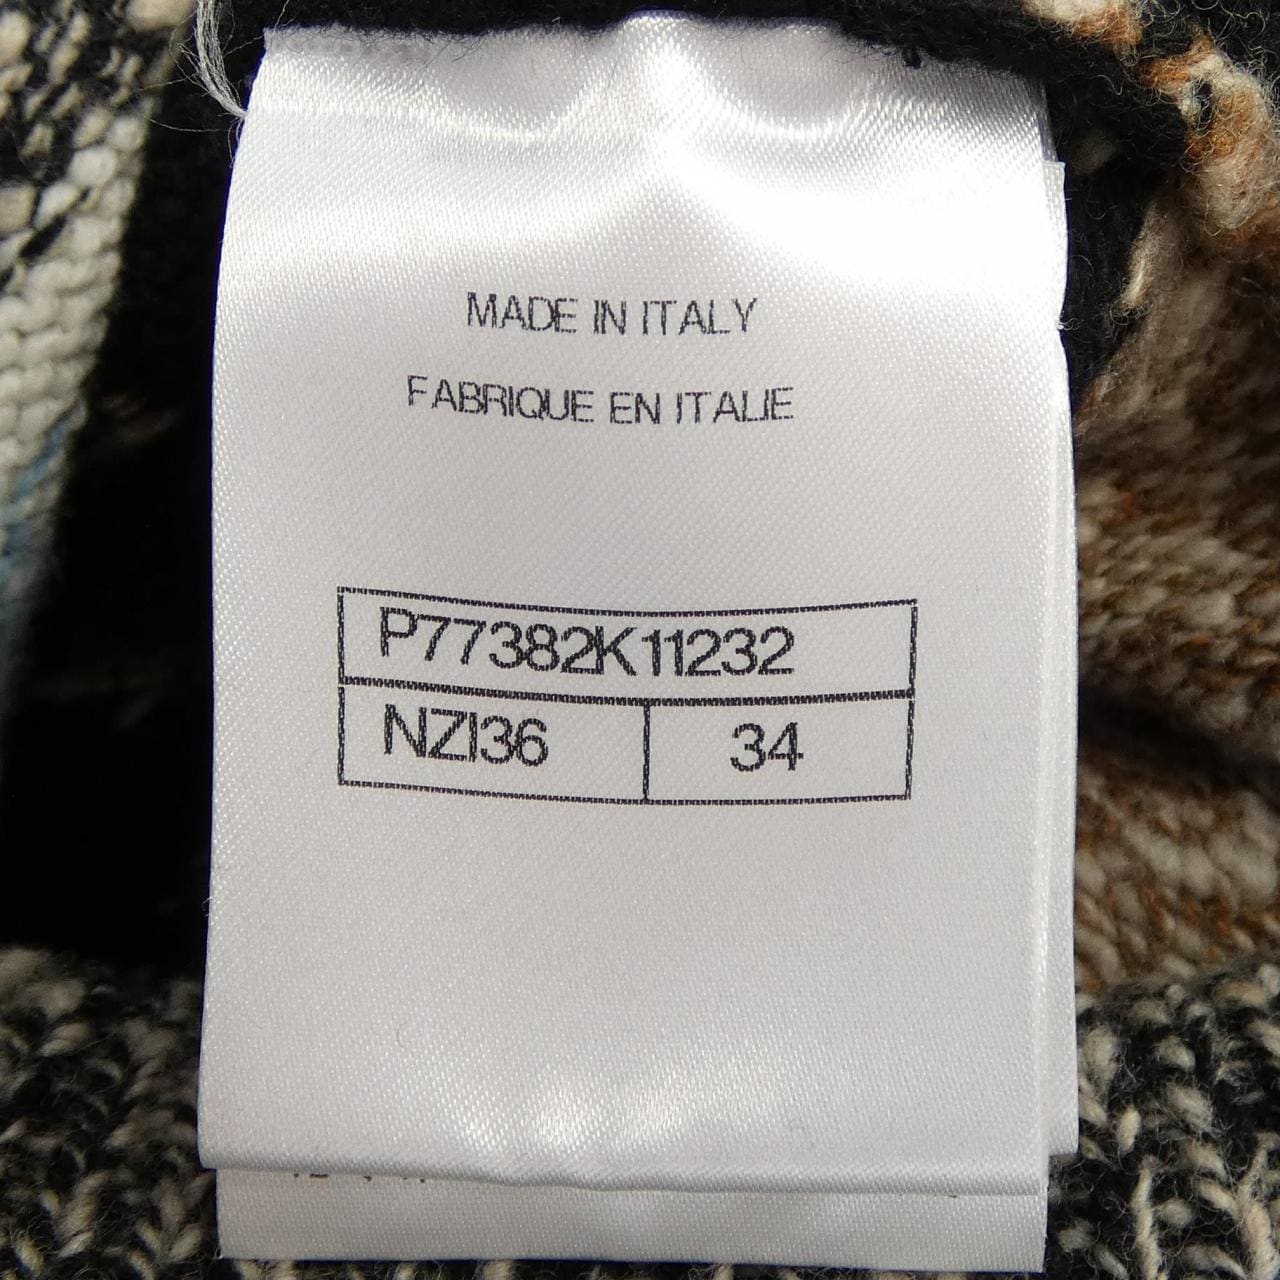 MADE IN ITALY
FABRIQUE EN ITALIE
P77382K11232
NZI36 34